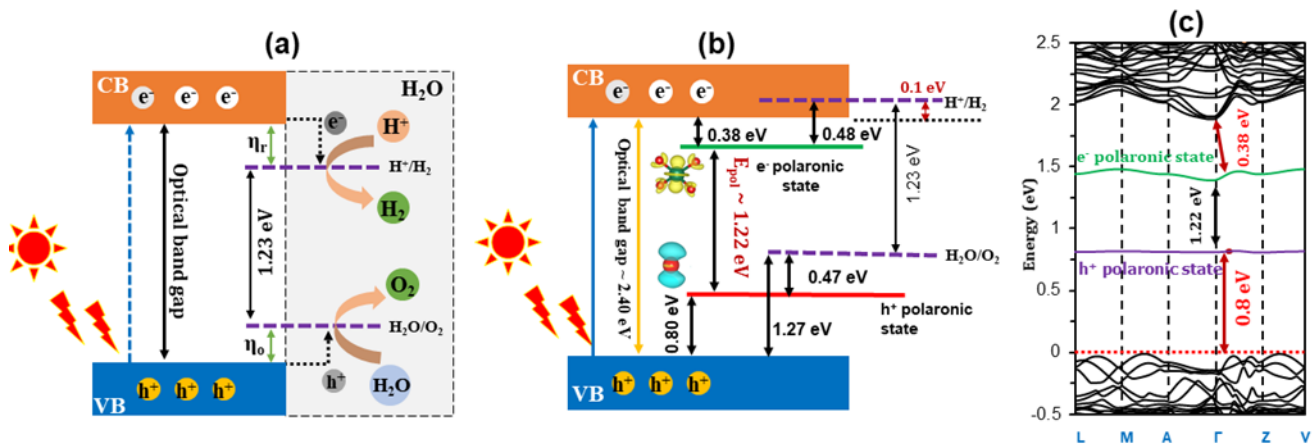 (a)
CB
e⁻ e⁻ e⁻
H₂O
e⁻
H⁺
ηr
H⁺/H₂
Optical band gap
1.23 eV
H₂
O₂
H₂O/O₂
ηo
h⁺
H₂O
VB
h⁺ h⁺ h⁺
(b)
CB
e⁻ e⁻ e⁻
0.1 eV
H⁺/H₂
0.38 eV
0.48 eV
e⁻ polaronic
state
Optical band gap ~ 2.40 eV
Epol ~ 1.22 eV
1.23 eV
H₂O/O₂
0.47 eV
h⁺ polaronic
state
0.80 eV
1.27 eV
VB
h⁺ h⁺ h⁺
(c)
Energy (eV)
2.5
2
1.5
1
0.5
0
-0.5
0.38 eV
e⁻ polaronic state
1.22 eV
h⁺ polaronic state
0.8 eV
L M A Γ Z V